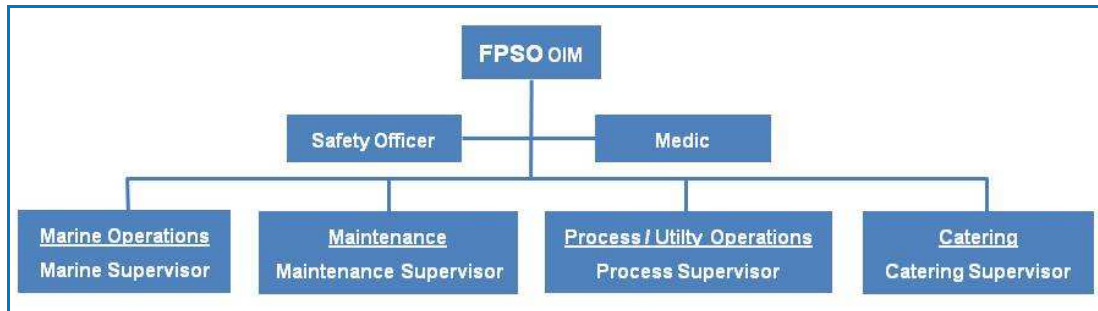 FPSO OIM
Safety Officer
Medic
Marine Operations
Marine Supervisor
Maintenance
Maintenance Supervisor
Process / Utilty Operations
Process Supervisor
Catering
Catering Supervisor